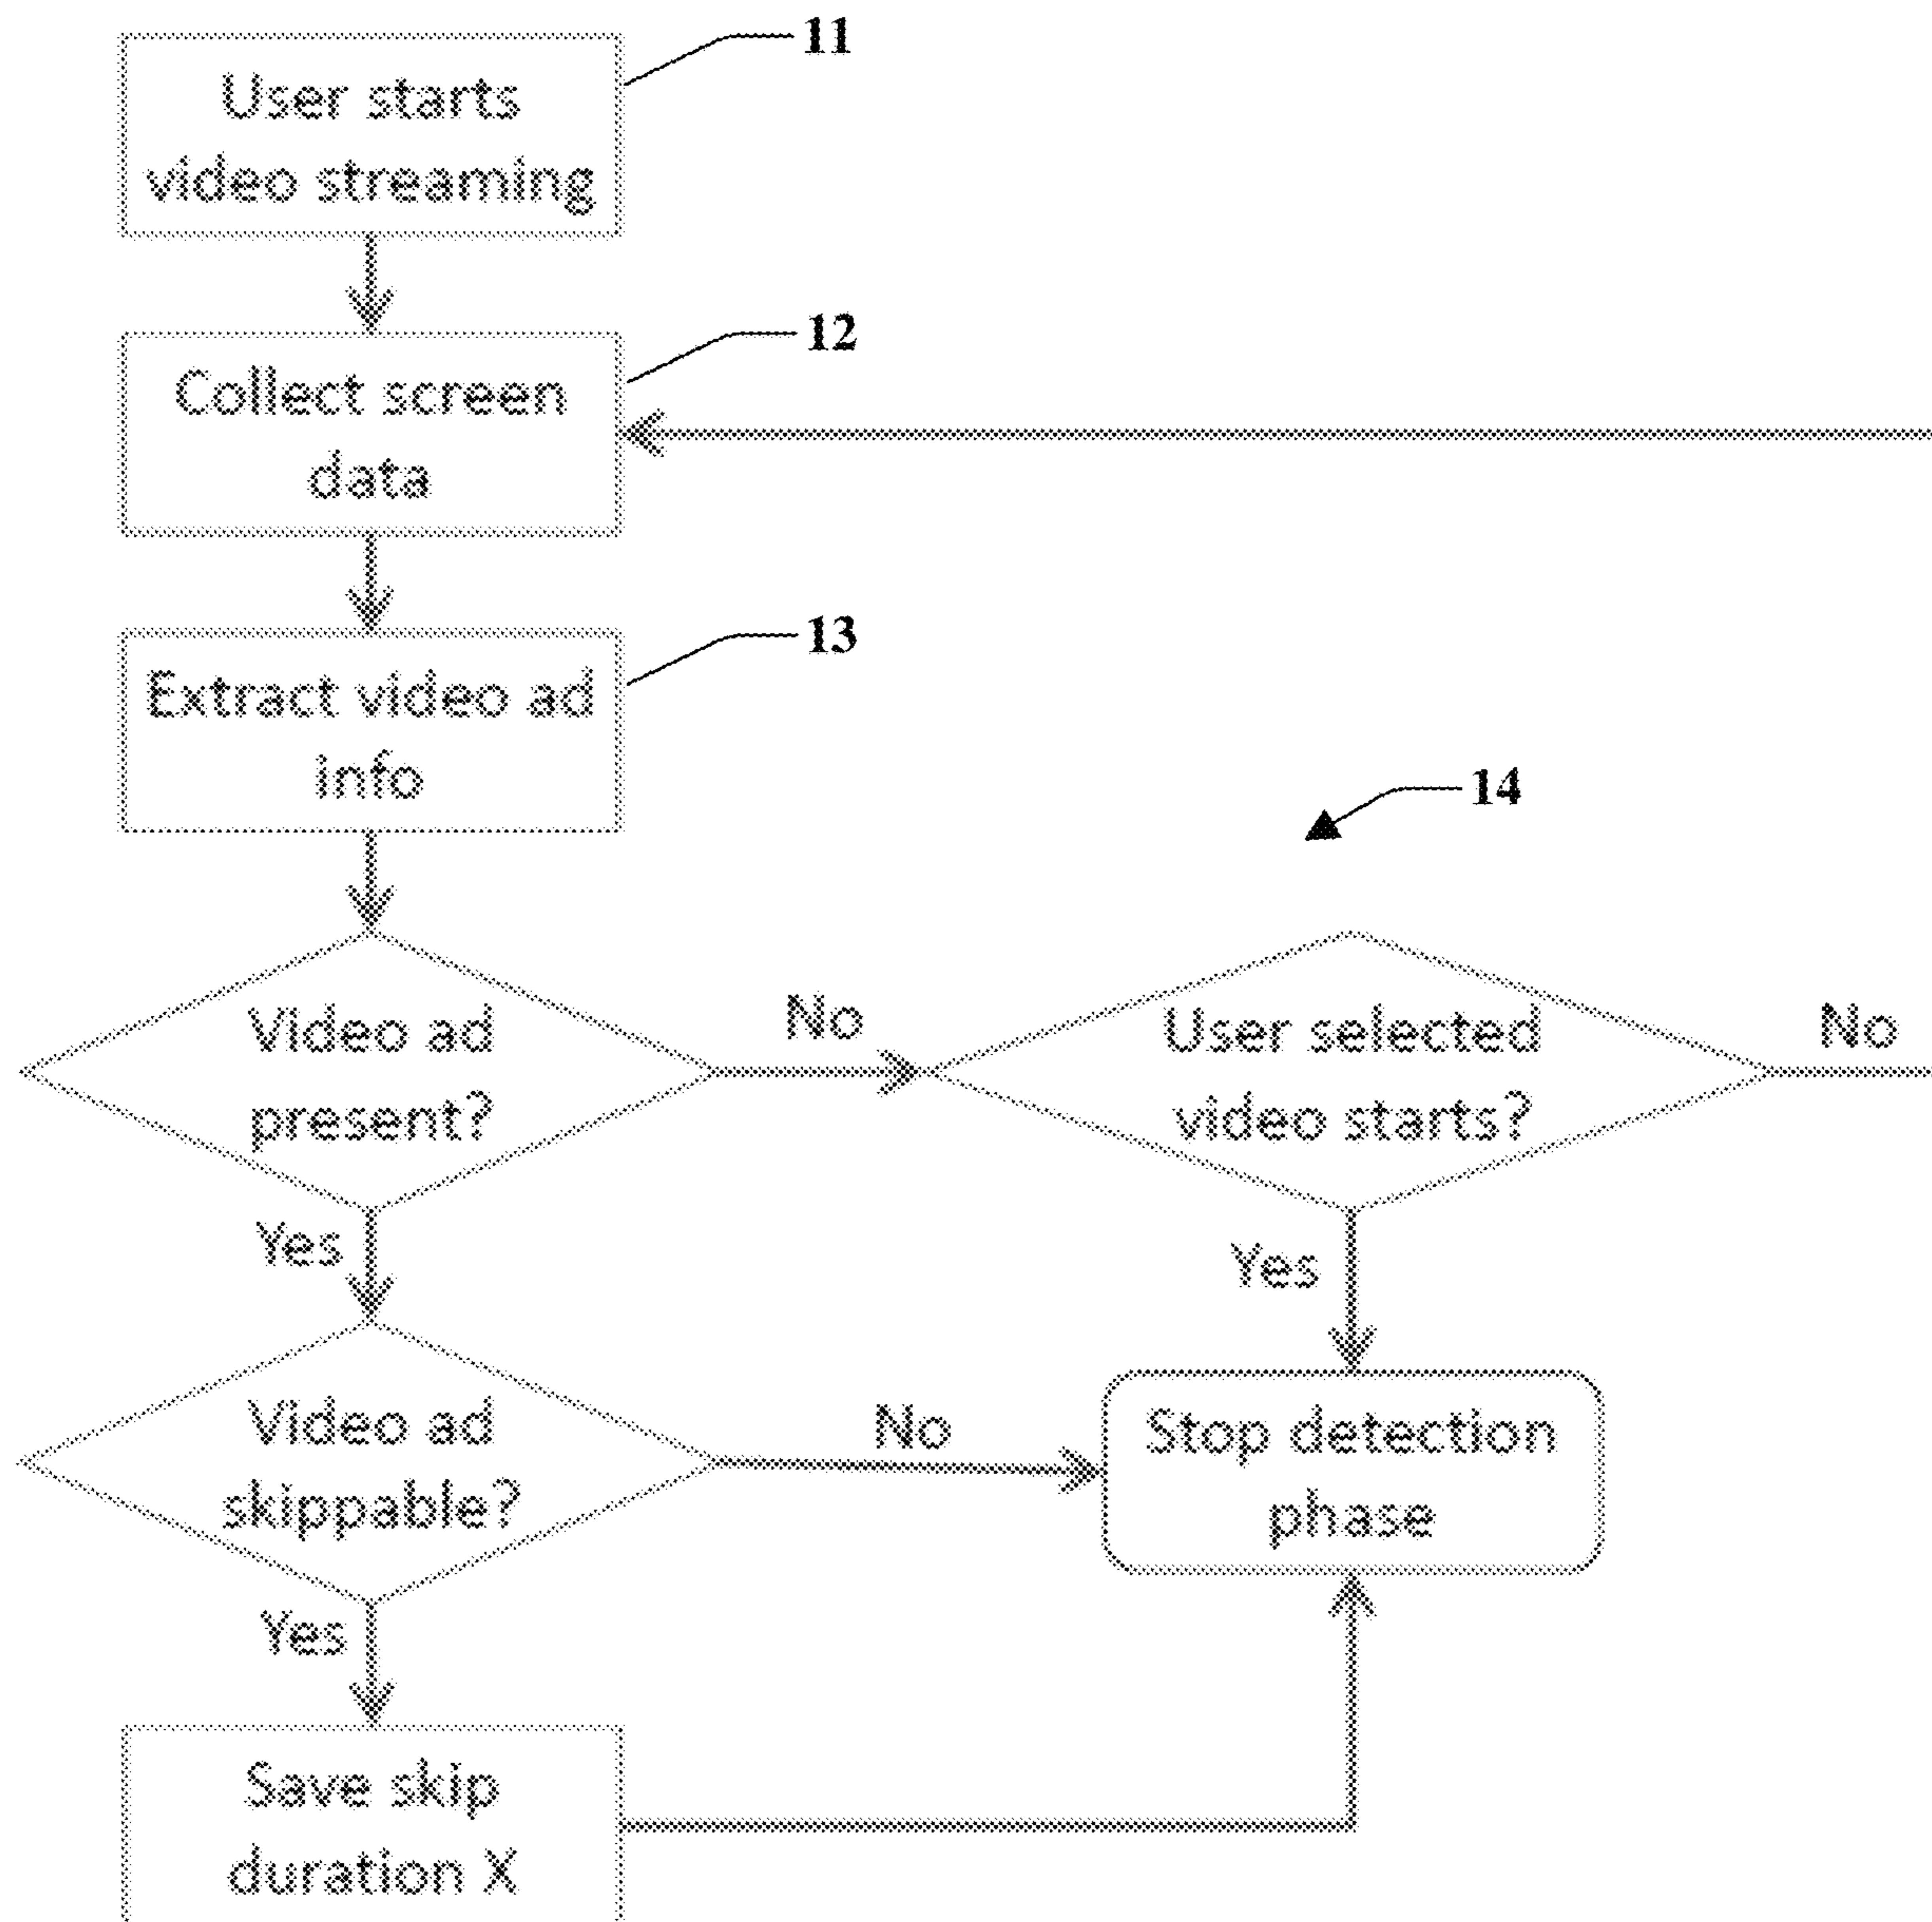 11
User starts
video streaming
12
Collect screen
data
13
Extract video ad
info
14
Video ad
present?
No
User selected
video starts?
No
Yes
Yes
Video ad
skippable?
No
Stop detection
phase
Yes
Save skip
duration X